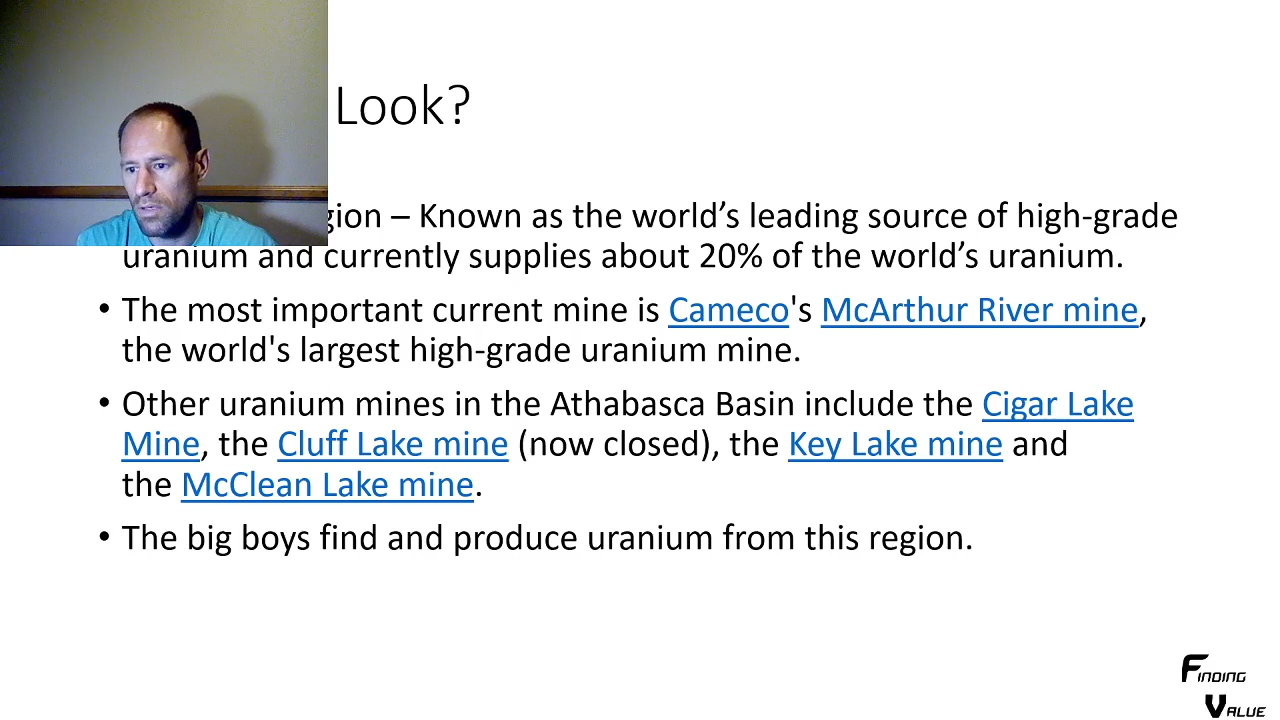 Look?
gion – Known as the world’s leading source of high-grade
uranium and currently supplies about 20% of the world’s uranium.
• The most important current mine is Cameco's McArthur River mine,
the world's largest high-grade uranium mine.
• Other uranium mines in the Athabasca Basin include the Cigar Lake
Mine, the Cluff Lake mine (now closed), the Key Lake mine and
the McClean Lake mine.
• The big boys find and produce uranium from this region.
FINDING
VALUE